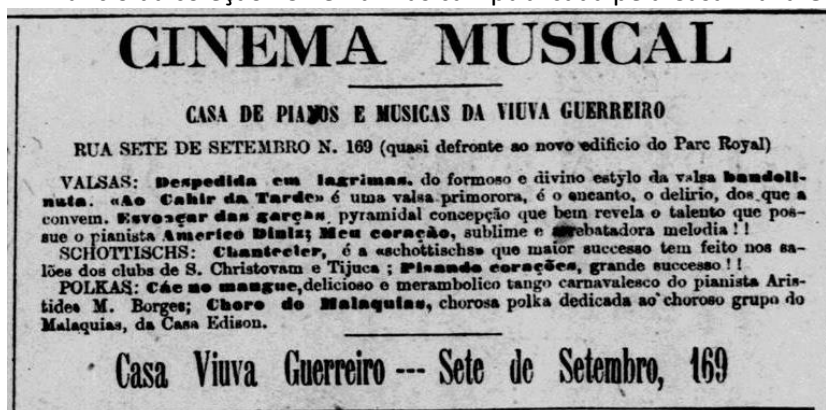 CINEMA MUSICAL
CASA DE PIANOS E MUSICAS DA VIUVA GUERREIRO
RUA SETE DE SETEMBRO N. 169 (quasi defronte ao novo edificio do Parc Royal)
VALSAS: Despedida em lagrimas, do formoso e divino estylo da valsa bandoli-
nata. «Ao Cahir da Tarde» é uma valsa primorora, é o encanto, o delirio, dos que a
convem. Esvoaçar das garças, pyramidal concepção que bem revela o talento que pos-
sue o pianista Americo Diniz; Meu coração, sublime e arrebatadora melodia ! !
SCHOTTISCHS: Chantecler, é a «schottischs» que maior successo tem feito nos sa-
lões dos clubs de S. Christovam e Tijuca ; Pisando corações, grande successo ! !
POLKAS: Cáe no mangue, delicioso e merambolico tango carnavalesco do pianista Aris-
tides M. Borges; Choro do Malaquias, chorosa polka dedicada ao choroso grupo do
Malaquias, da Casa Edison.
Casa Viuva Guerreiro --- Sete de Setembro, 169